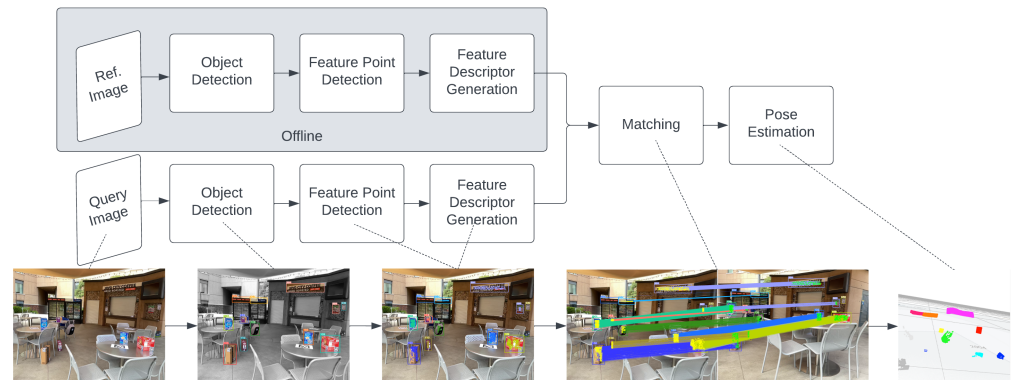 Ref.
Image
Object
Detection
Feature Point
Detection
Feature
Descriptor
Generation
Offline
Matching
Pose
Estimation
Query
Image
Object
Detection
Feature Point
Detection
Feature
Descriptor
Generation